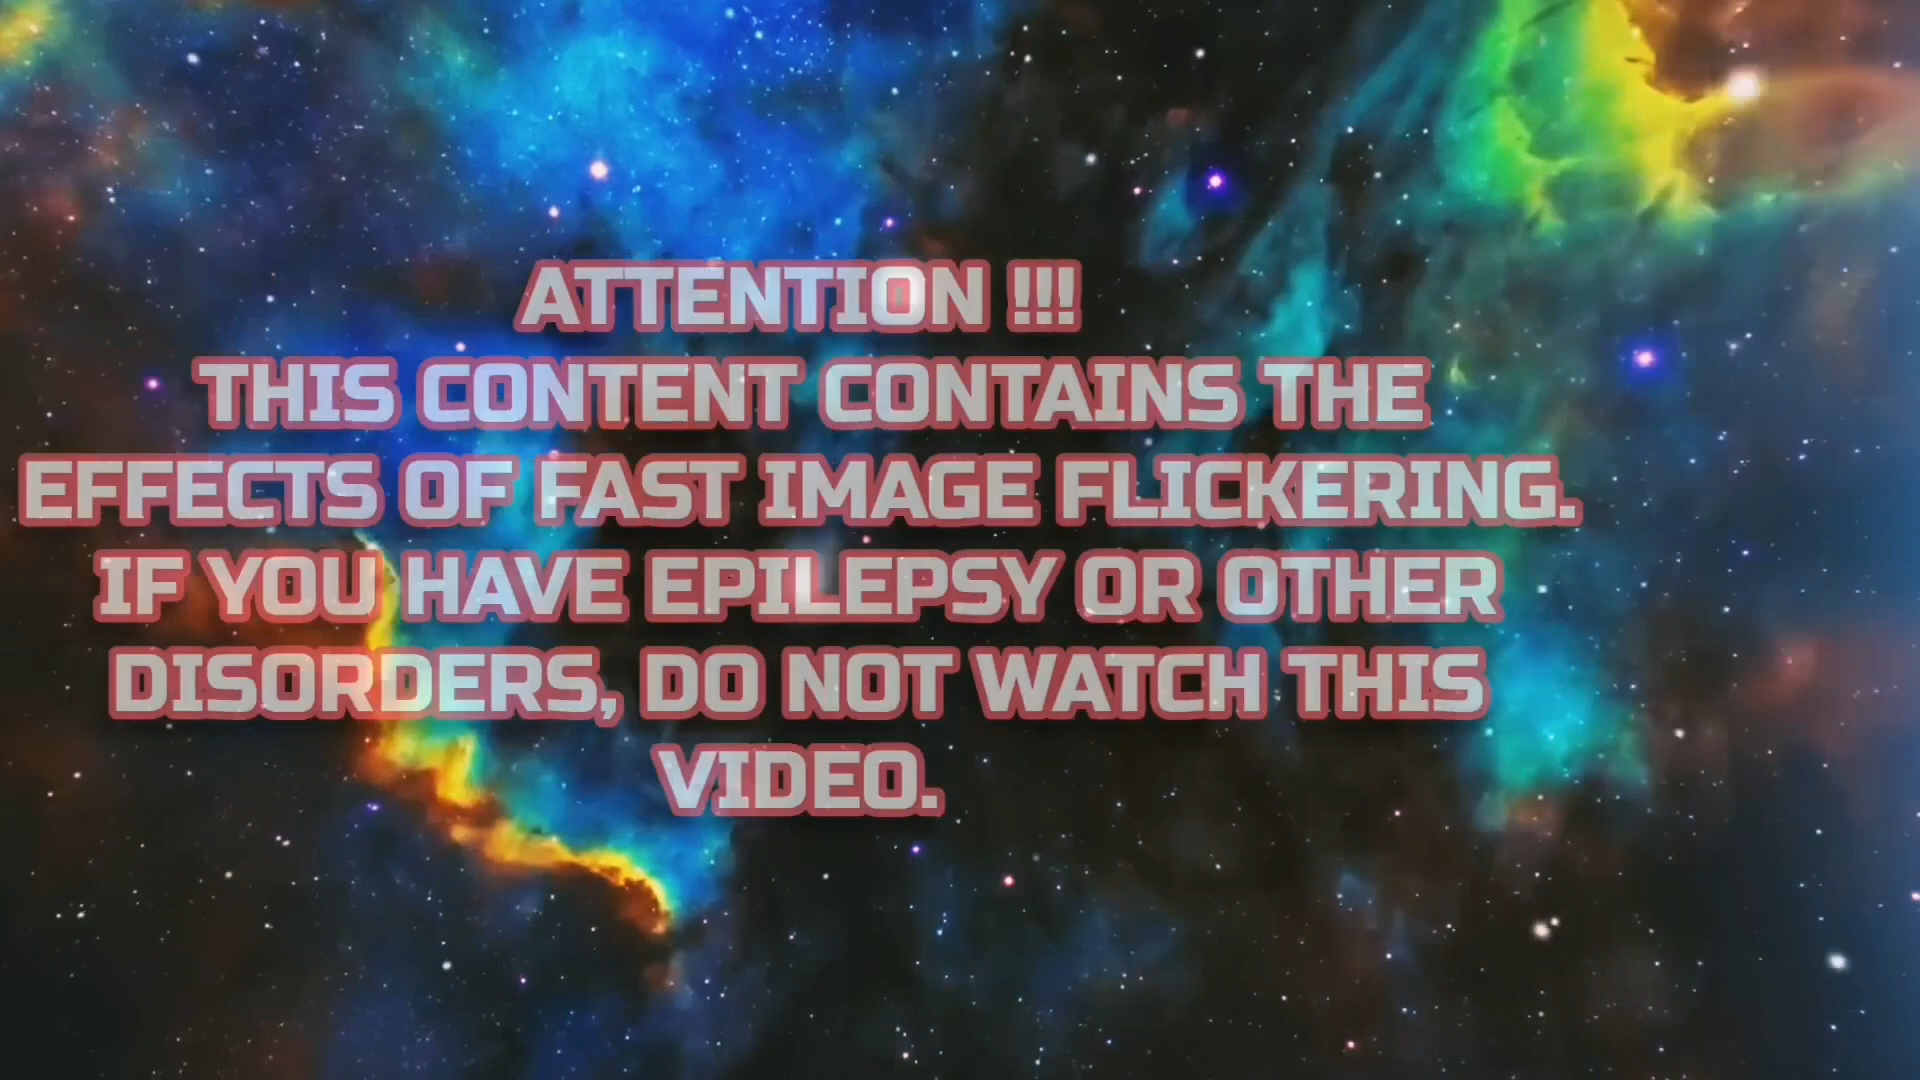 ATTENTION !!!
THIS CONTENT CONTAINS THE
EFFECTS OF FAST IMAGE FLICKERING.
IF YOU HAVE EPILEPSY OR OTHER
DISORDERS, DO NOT WATCH THIS
VIDEO.